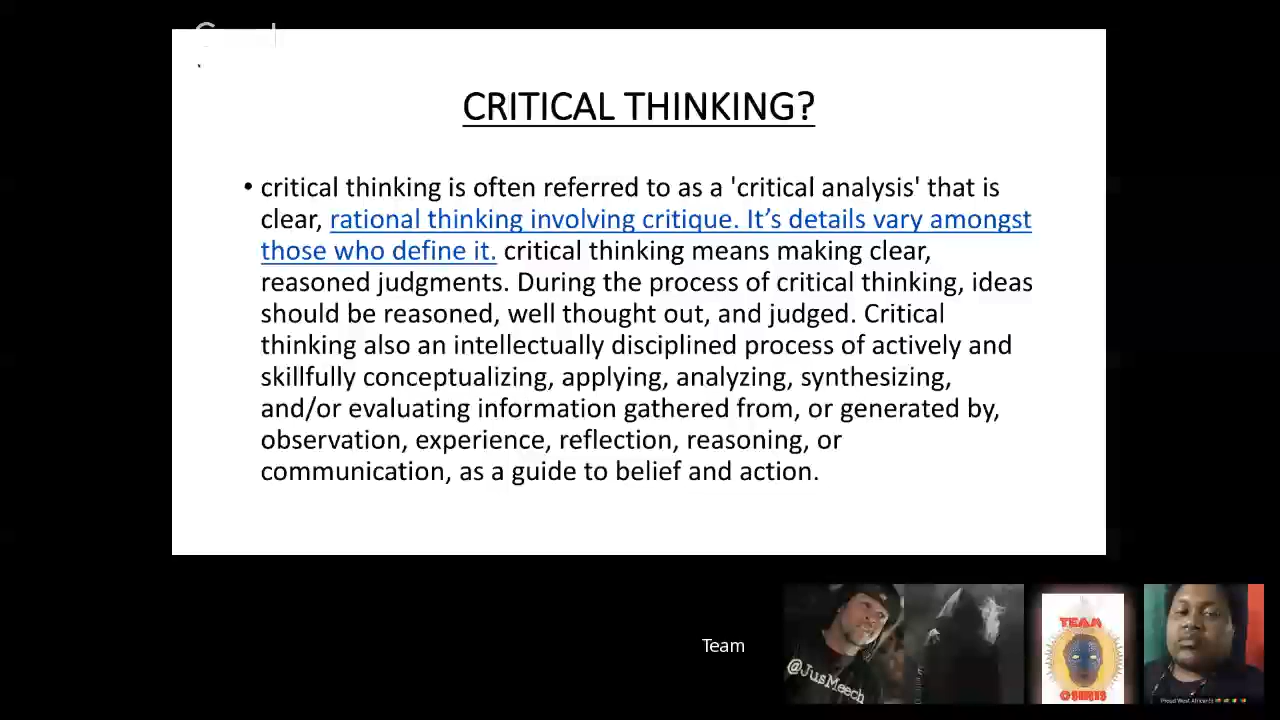 CRITICAL THINKING?
• critical thinking is often referred to as a 'critical analysis' that is
clear, rational thinking involving critique. It’s details vary amongst
those who define it. critical thinking means making clear,
reasoned judgments. During the process of critical thinking, ideas
should be reasoned, well thought out, and judged. Critical
thinking also an intellectually disciplined process of actively and
skillfully conceptualizing, applying, analyzing, synthesizing,
and/or evaluating information gathered from, or generated by,
observation, experience, reflection, reasoning, or
communication, as a guide to belief and action.
Team
@JusMeech
TEAM
OSIRIS
Proud West African